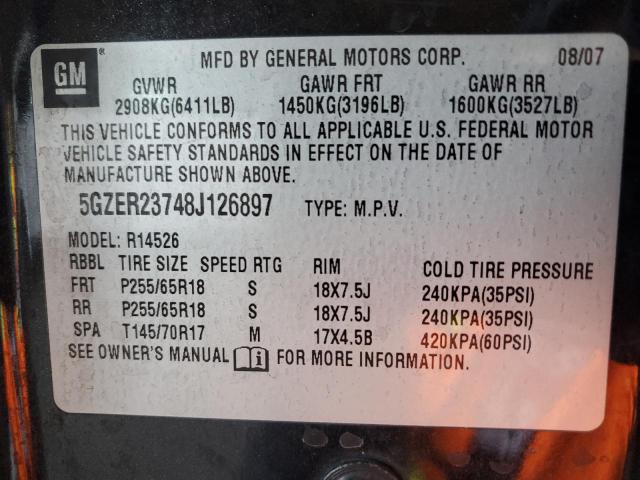 GM ® MFD BY GENERAL MOTORS CORP. 08/07
GVWR GAWR FRT GAWR RR
2908KG(6411LB) 1450KG(3196LB) 1600KG(3527LB)
THIS VEHICLE CONFORMS TO ALL APPLICABLE U.S. FEDERAL MOTOR
VEHICLE SAFETY STANDARDS IN EFFECT ON THE DATE OF
MANUFACTURE SHOWN ABOVE.
5GZER23748J126897 TYPE: M.P.V.
MODEL: R14526
RBBL TIRE SIZE SPEED RTG RIM COLD TIRE PRESSURE
FRT P255/65R18 S 18X7.5J 240KPA(35PSI)
RR P255/65R18 S 18X7.5J 240KPA(35PSI)
SPA T145/70R17 M 17X4.5B 420KPA(60PSI)
SEE OWNER'S MANUAL i FOR MORE INFORMATION.